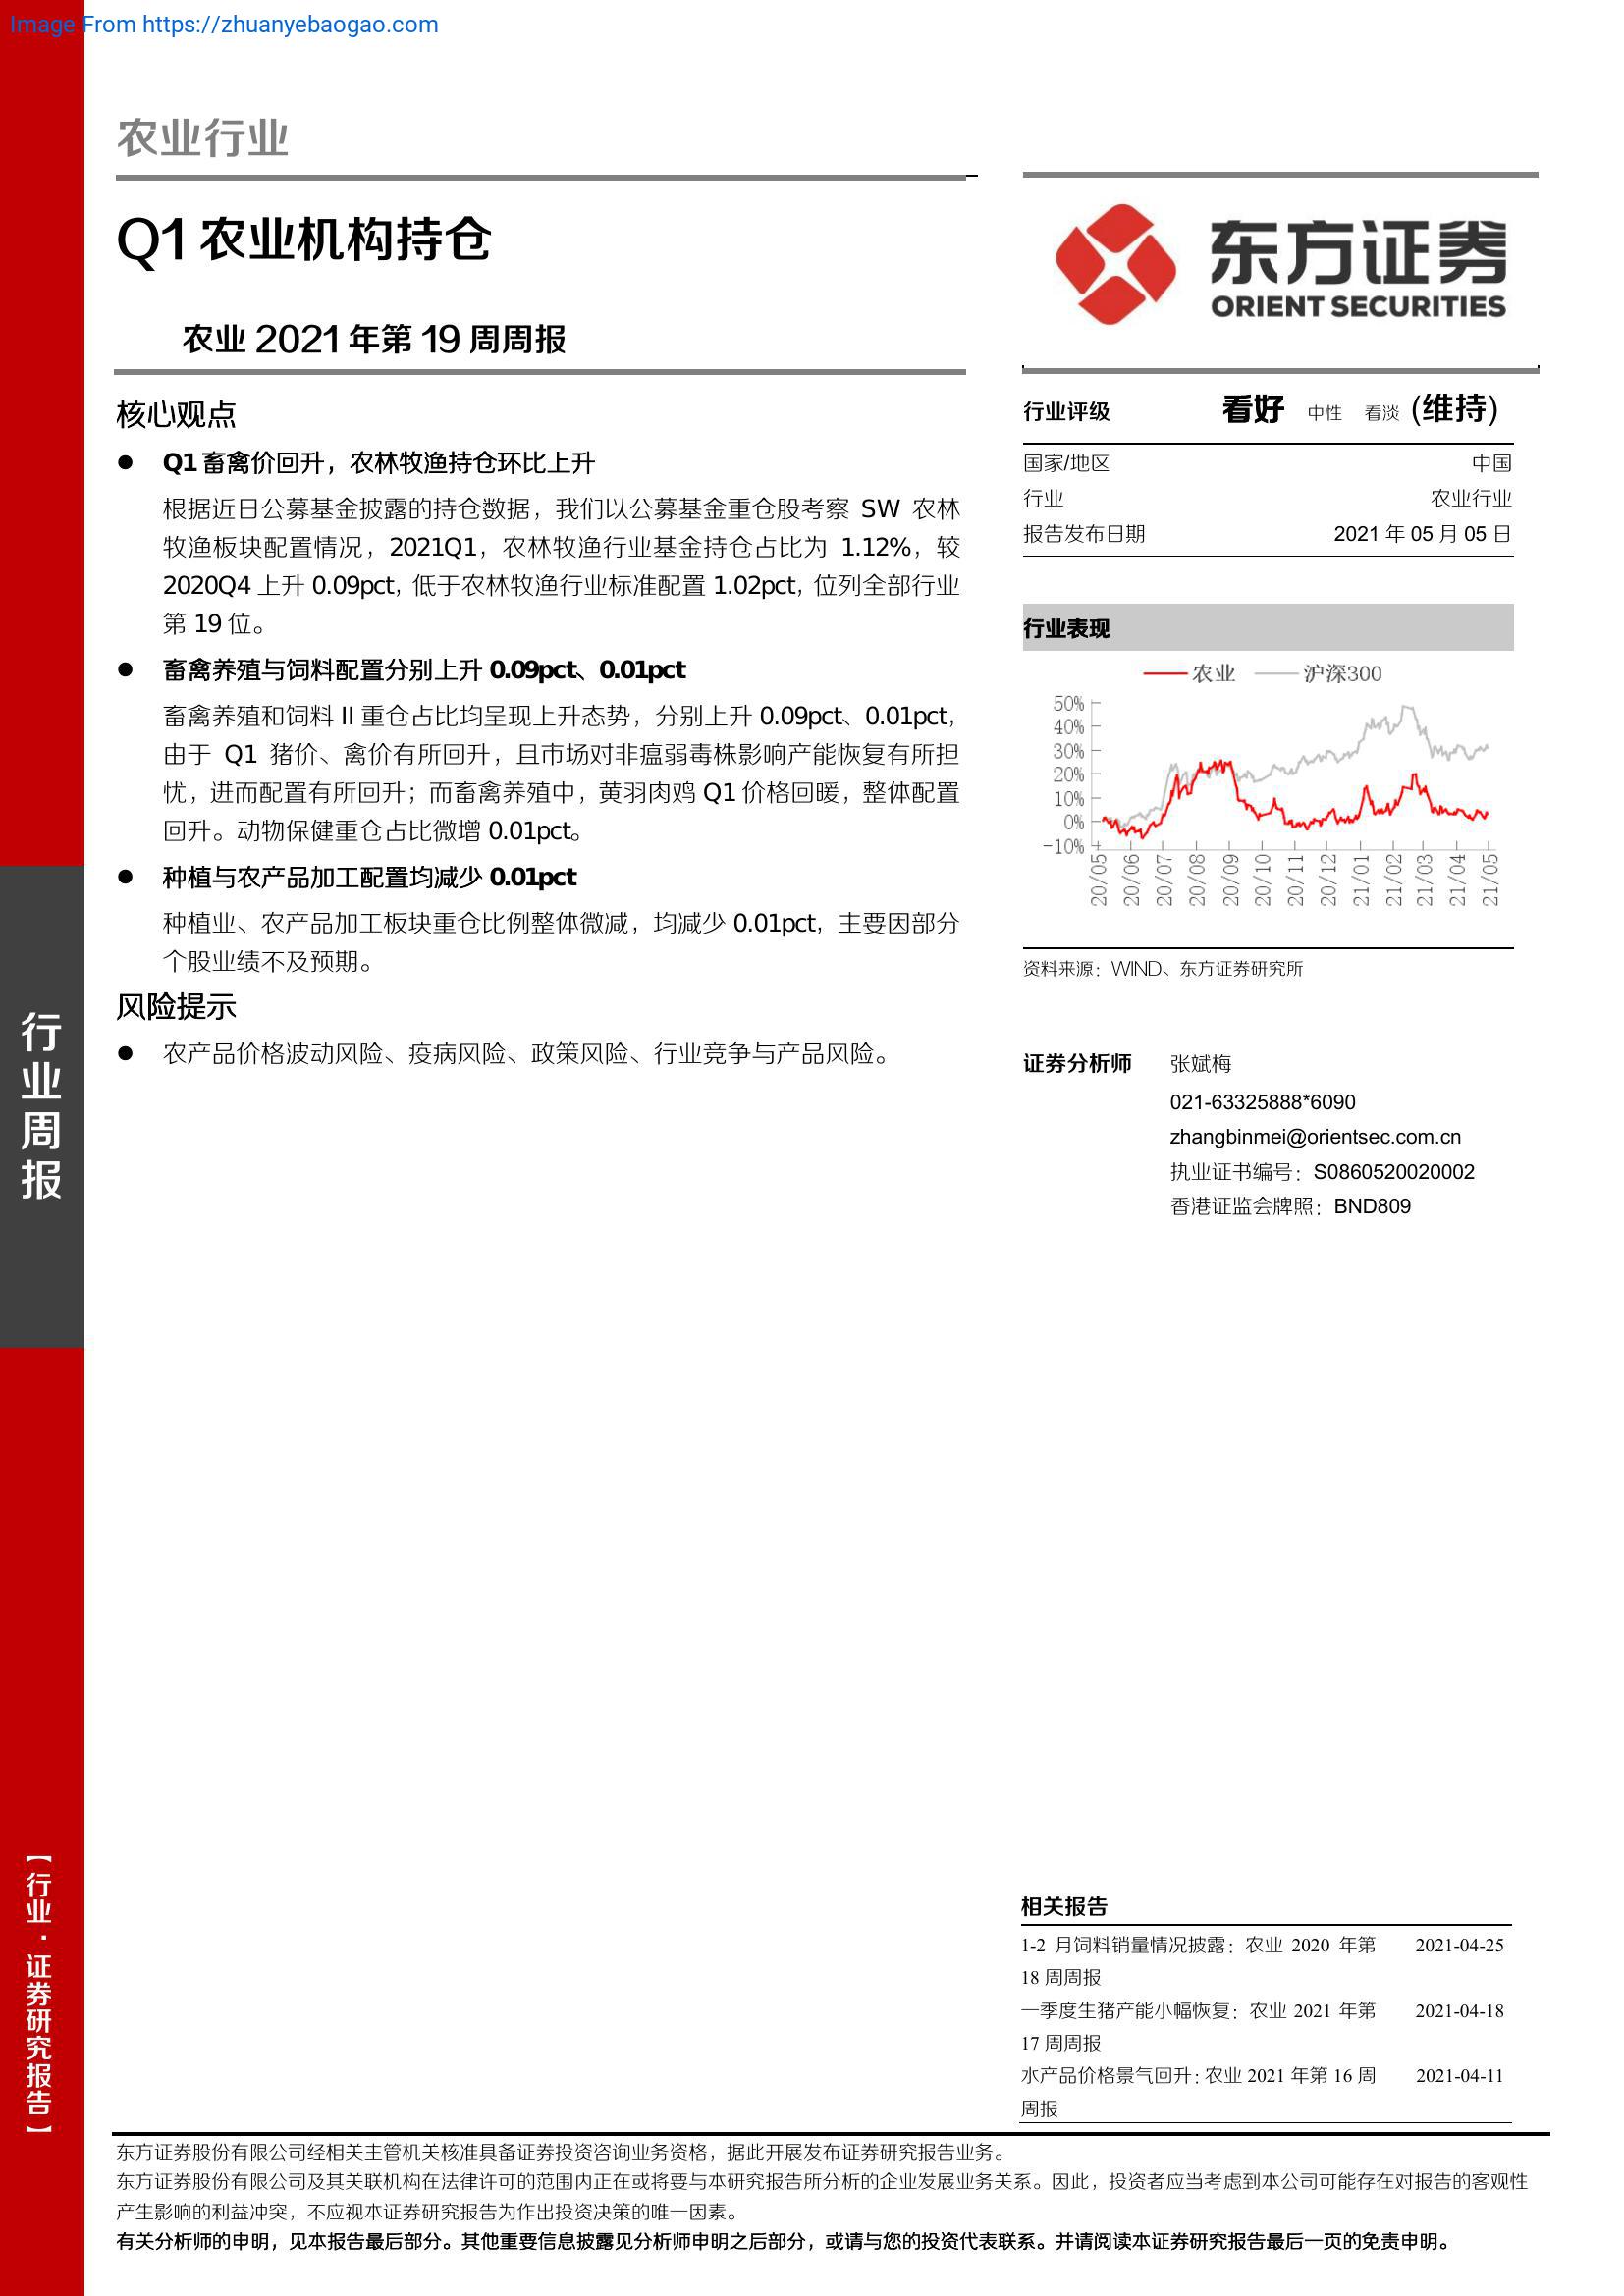 Image From https://zhuanyebaogao.com
农业行业
Q1 农业机构持仓
农业 2021 年第 19 周周报
核心观点
● Q1 畜禽价回升，农林牧渔持仓环比上升
根据近日公募基金披露的持仓数据，我们以公募基金重仓股考察 SW 农林
牧渔板块配置情况，2021Q1，农林牧渔行业基金持仓占比为 1.12%，较
2020Q4 上升 0.09pct，低于农林牧渔行业标准配置 1.02pct，位列全部行业
第 19 位。
● 畜禽养殖与饲料配置分别上升 0.09pct、0.01pct
畜禽养殖和饲料 II 重仓占比均呈现上升态势，分别上升 0.09pct、0.01pct，
由于 Q1 猪价、禽价有所回升，且市场对非瘟弱毒株影响产能恢复有所担
忧，进而配置有所回升；而畜禽养殖中，黄羽肉鸡 Q1 价格回暖，整体配置
回升。动物保健重仓占比微增 0.01pct。
● 种植与农产品加工配置均减少 0.01pct
种植业、农产品加工板块重仓比例整体微减，均减少 0.01pct，主要因部分
个股业绩不及预期。
风险提示
● 农产品价格波动风险、疫病风险、政策风险、行业竞争与产品风险。
东方证券
ORIENT SECURITIES
行业评级 看好 中性 看淡 (维持)
国家/地区 中国
行业 农业行业
报告发布日期 2021 年 05 月 05 日
行业表现
农业 沪深300
50%
40%
30%
20%
10%
0%
-10%
20/05 20/06 20/07 20/08 20/09 20/10 20/11 20/12 21/01 21/02 21/03 21/04 21/05
资料来源：WIND、东方证券研究所
证券分析师 张斌梅
021-63325888*6090
zhangbinmei@orientsec.com.cn
执业证书编号：S0860520020002
香港证监会牌照：BND809
相关报告
1-2 月饲料销量情况披露：农业 2020 年第 2021-04-25
18 周周报
一季度生猪产能小幅恢复：农业 2021 年第 2021-04-18
17 周周报
水产品价格景气回升：农业 2021 年第 16 周 2021-04-11
周报
行业周报
【行业·证券研究报告】
东方证券股份有限公司经相关主管机关核准具备证券投资咨询业务资格，据此开展发布证券研究报告业务。
东方证券股份有限公司及其关联机构在法律许可的范围内正在或将要与本研究报告所分析的企业发展业务关系。因此，投资者应当考虑到本公司可能存在对报告的客观性
产生影响的利益冲突，不应视本证券研究报告为作出投资决策的唯一因素。
有关分析师的申明，见本报告最后部分。其他重要信息披露见分析师申明之后部分，或请与您的投资代表联系。并请阅读本证券研究报告最后一页的免责申明。